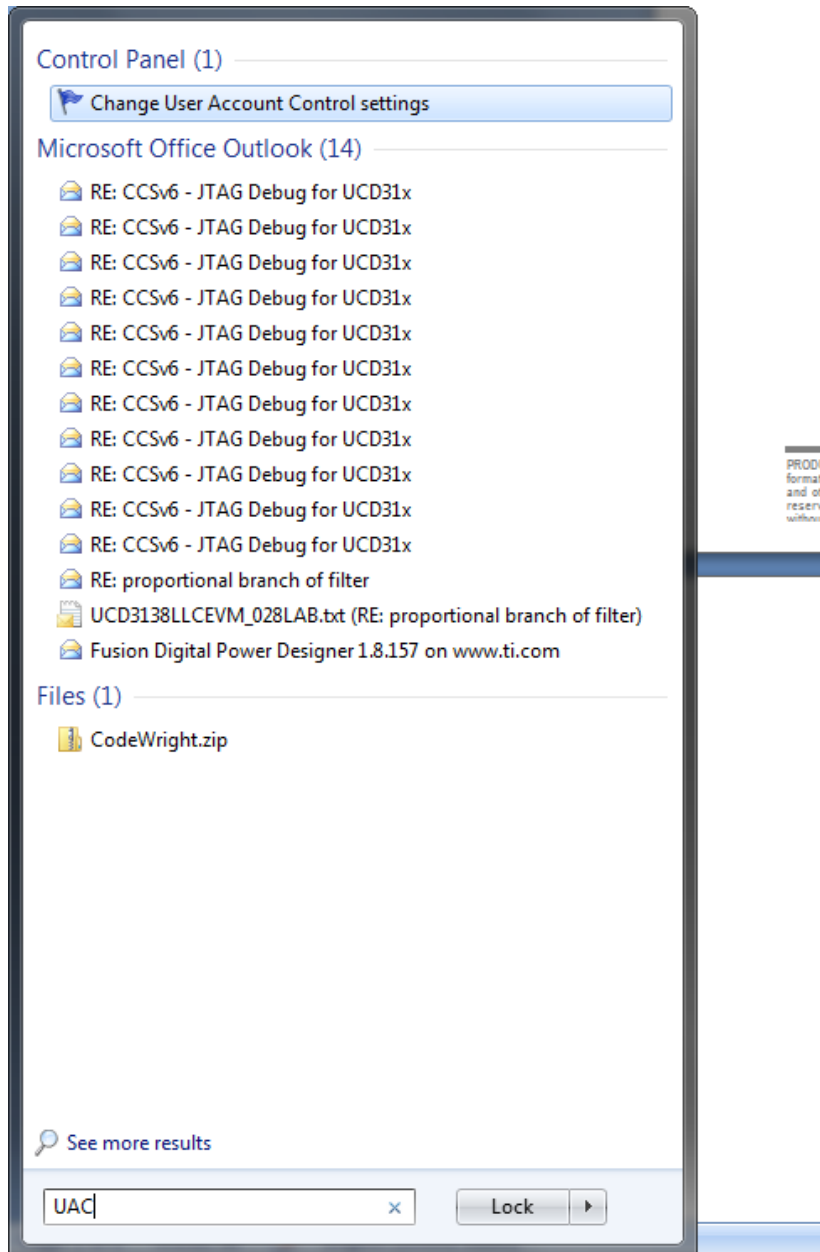 Control Panel (1)
Change User Account Control settings
Microsoft Office Outlook (14)
RE: CCSv6 - JTAG Debug for UCD31x
RE: CCSv6 - JTAG Debug for UCD31x
RE: CCSv6 - JTAG Debug for UCD31x
RE: CCSv6 - JTAG Debug for UCD31x
RE: CCSv6 - JTAG Debug for UCD31x
RE: CCSv6 - JTAG Debug for UCD31x
RE: CCSv6 - JTAG Debug for UCD31x
RE: CCSv6 - JTAG Debug for UCD31x
RE: CCSv6 - JTAG Debug for UCD31x
RE: CCSv6 - JTAG Debug for UCD31x
RE: CCSv6 - JTAG Debug for UCD31x
RE: proportional branch of filter
UCD3138LLCEVM_028LAB.txt (RE: proportional branch of filter)
Fusion Digital Power Designer 1.8.157 on www.ti.com
Files (1)
CodeWright.zip
See more results
UAC
Lock
PROD
format
and o
reserv
withou